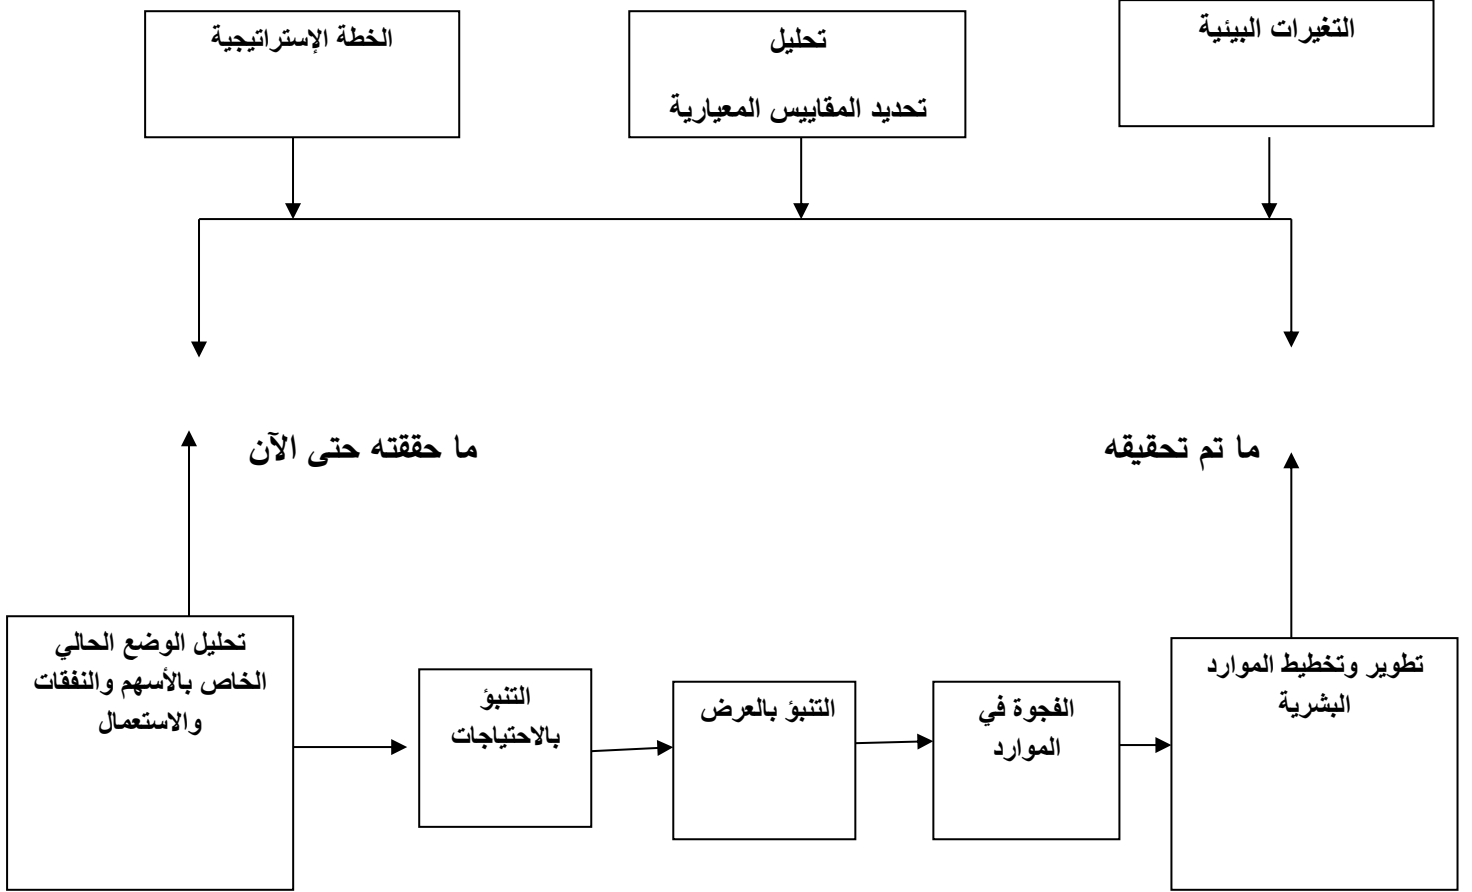 التغيرات البيئية
تحليل
تحديد المقاييس المعيارية
الخطة الإستراتيجية
ما تم تحقيقه
ما حققته حتى الآن
تحليل الوضع الحالي
الخاص بالأسهم والنفقات
والاستعمال
التنبؤ
بالاحتياجات
التنبؤ بالعرض
الفجوة في
الموارد
تطوير وتخطيط الموارد
البشرية